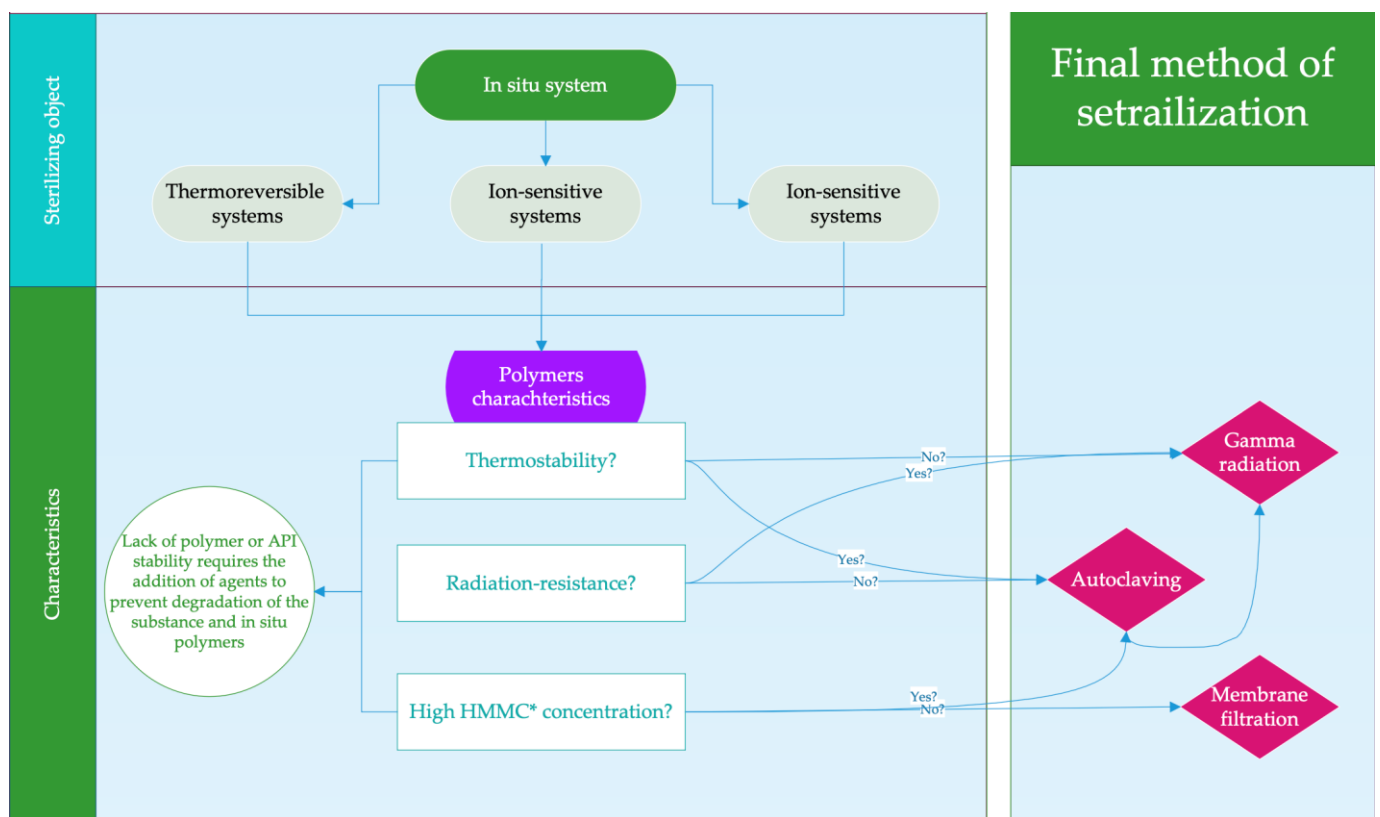 Sterilizing object
In situ system
Thermoreversible
systems
Ion-sensitive
systems
Ion-sensitive
systems
Final method of
setrailization
Characteristics
Polymers
charachteristics
Thermostability?
Radiation-resistance?
High HMMC* concentration?
Lack of polymer or API
stability requires the
addition of agents to
prevent degradation of the
substance and in situ
polymers
No?
Yes?
Yes?
No?
Yes?
No?
Gamma
radiation
Autoclaving
Membrane
filtration